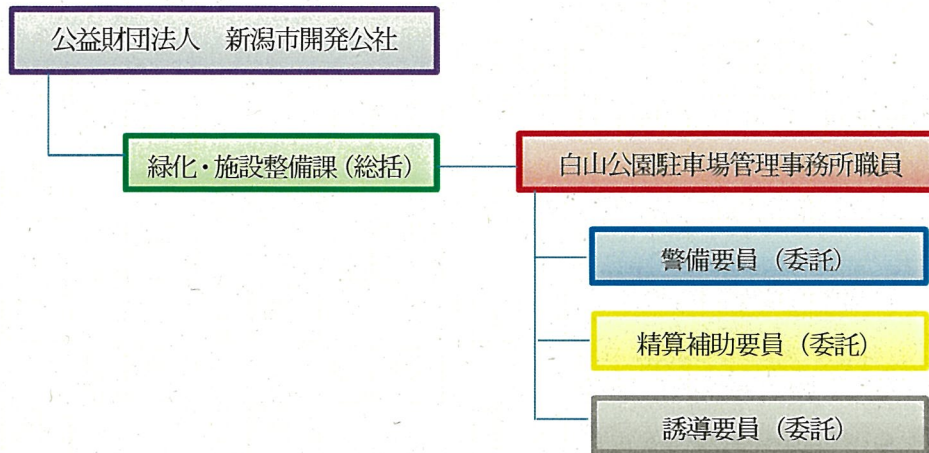 公益財団法人　新潟市開発公社
緑化・施設整備課（総括）
白山公園駐車場管理事務所職員
警備要員（委託）
精算補助要員（委託）
誘導要員（委託）